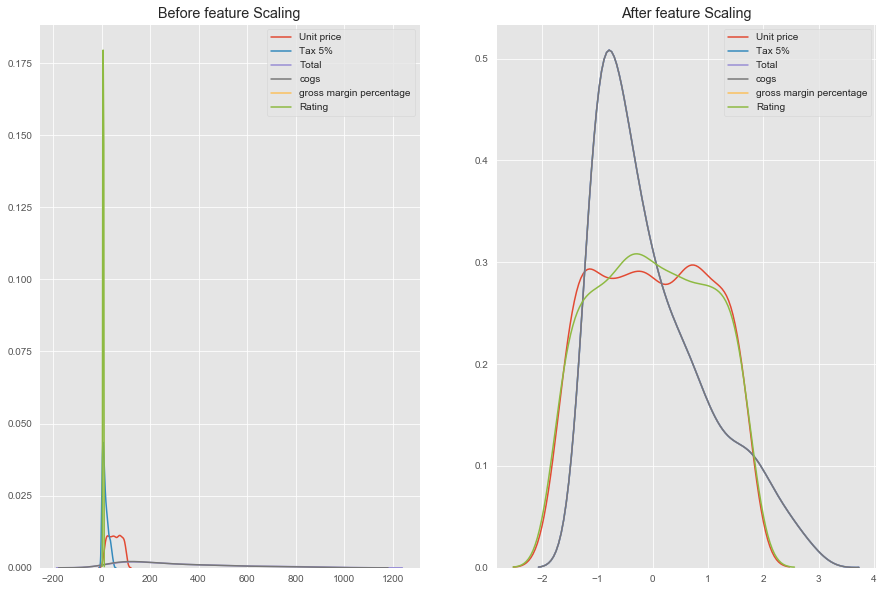 Before feature Scaling
Unit price
Tax 5%
Total
cogs
gross margin percentage
Rating
0.175
0.150
0.125
0.100
0.075
0.050
0.025
0.000
−200
0
200
400
600
800
1000
1200
After feature Scaling
Unit price
Tax 5%
Total
cogs
gross margin percentage
Rating
0.5
0.4
0.3
0.2
0.1
0.0
−2
−1
0
1
2
3
4